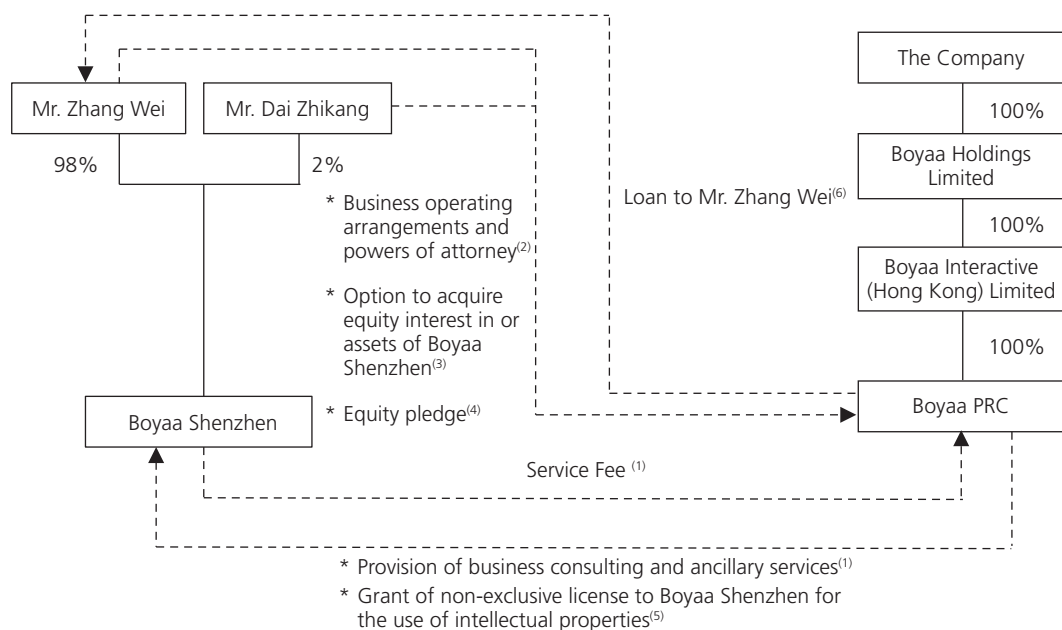 The Company
Mr. Zhang Wei
Mr. Dai Zhikang
100%
98%
2%
Boyaa Holdings
Limited
* Business operating
arrangements and
powers of attorney(2)
Loan to Mr. Zhang Wei(6)
100%
Boyaa Interactive
(Hong Kong) Limited
* Option to acquire
equity interest in or
assets of Boyaa
Shenzhen(3)
100%
Boyaa Shenzhen
* Equity pledge(4)
Boyaa PRC
Service Fee (1)
* Provision of business consulting and ancillary services(1)
* Grant of non-exclusive license to Boyaa Shenzhen for
the use of intellectual properties(5)